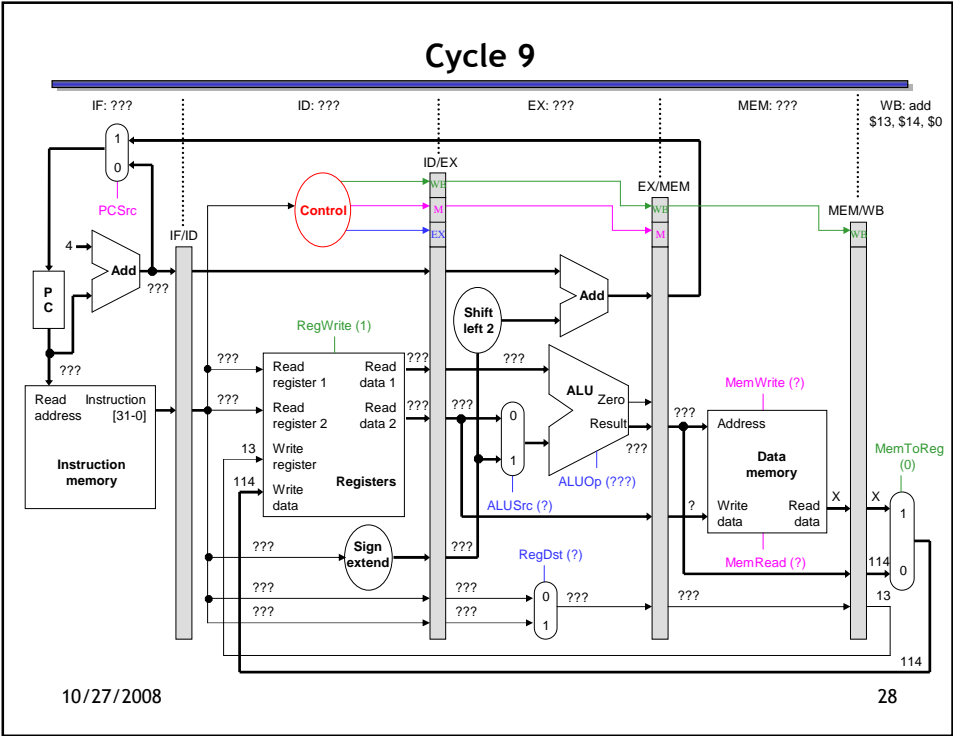 Cycle 9
IF: ???
ID: ???
EX: ???
MEM: ???
WB: add
$13, $14, $0
1
0
PCSrc
4
Add
???
P
C
???
IF/ID
Control
ID/EX
WB
M
EX
EX/MEM
WB
M
MEM/WB
WB
Add
Shift
left 2
RegWrite (1)
Read
address
Instruction
[31-0]
Instruction
memory
???
???
13
114
Read
register 1
Read
data 1
Read
register 2
Read
data 2
Write
register
Write
data
Registers
???
???
???
???
0
1
ALUSrc (?)
ALU
Zero
Result
???
ALUOp (???)
MemWrite (?)
???
Address
Data
memory
?
Write
data
Read
data
MemRead (?)
X
X
MemToReg
(0)
1
0
114
13
???
Sign
extend
???
RegDst (?)
???
???
???
???
0
1
???
???
114
10/27/2008
28